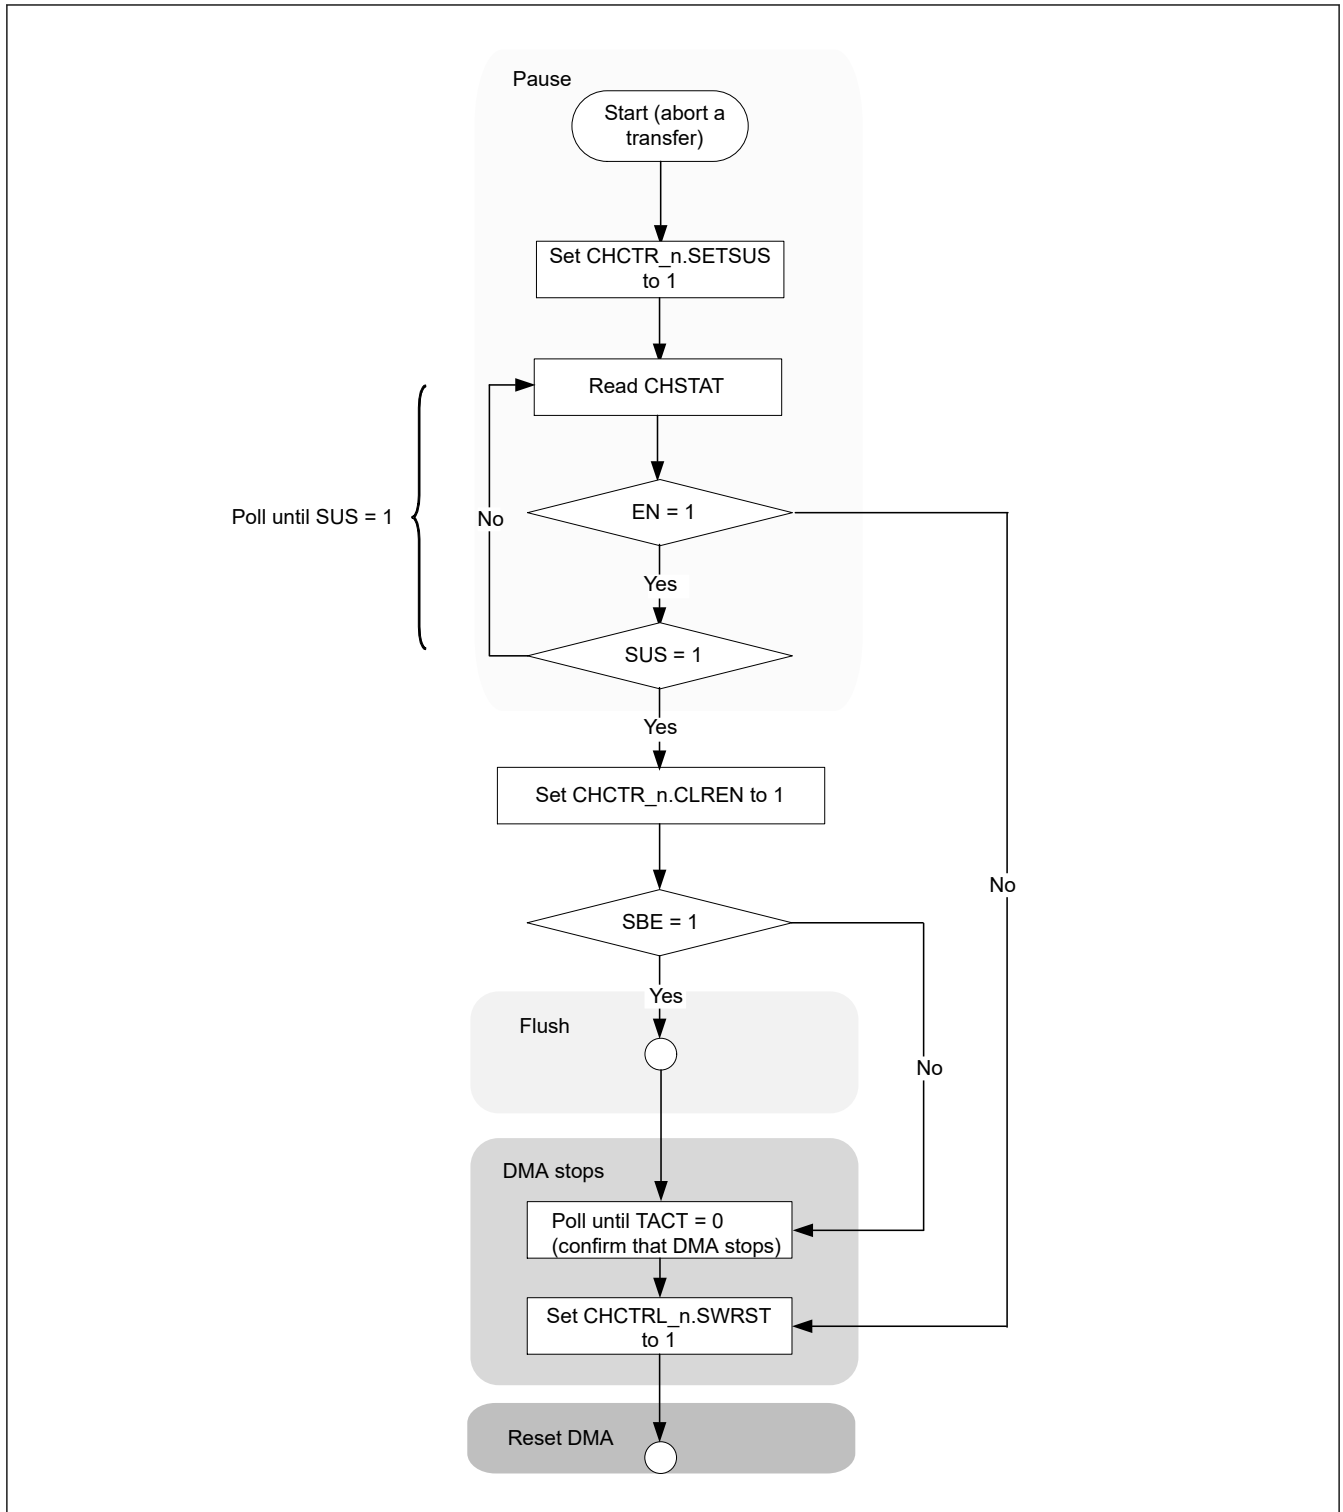 Pause
Start (abort a
transfer)
Set CHCTR_n.SETSUS
to 1
Read CHSTAT
Poll until SUS = 1
No
EN = 1
Yes
SUS = 1
Yes
Set CHCTR_n.CLREN to 1
No
SBE = 1
Yes
Flush
No
DMA stops
Poll until TACT = 0
(confirm that DMA stops)
Set CHCTRL_n.SWRST
to 1
Reset DMA